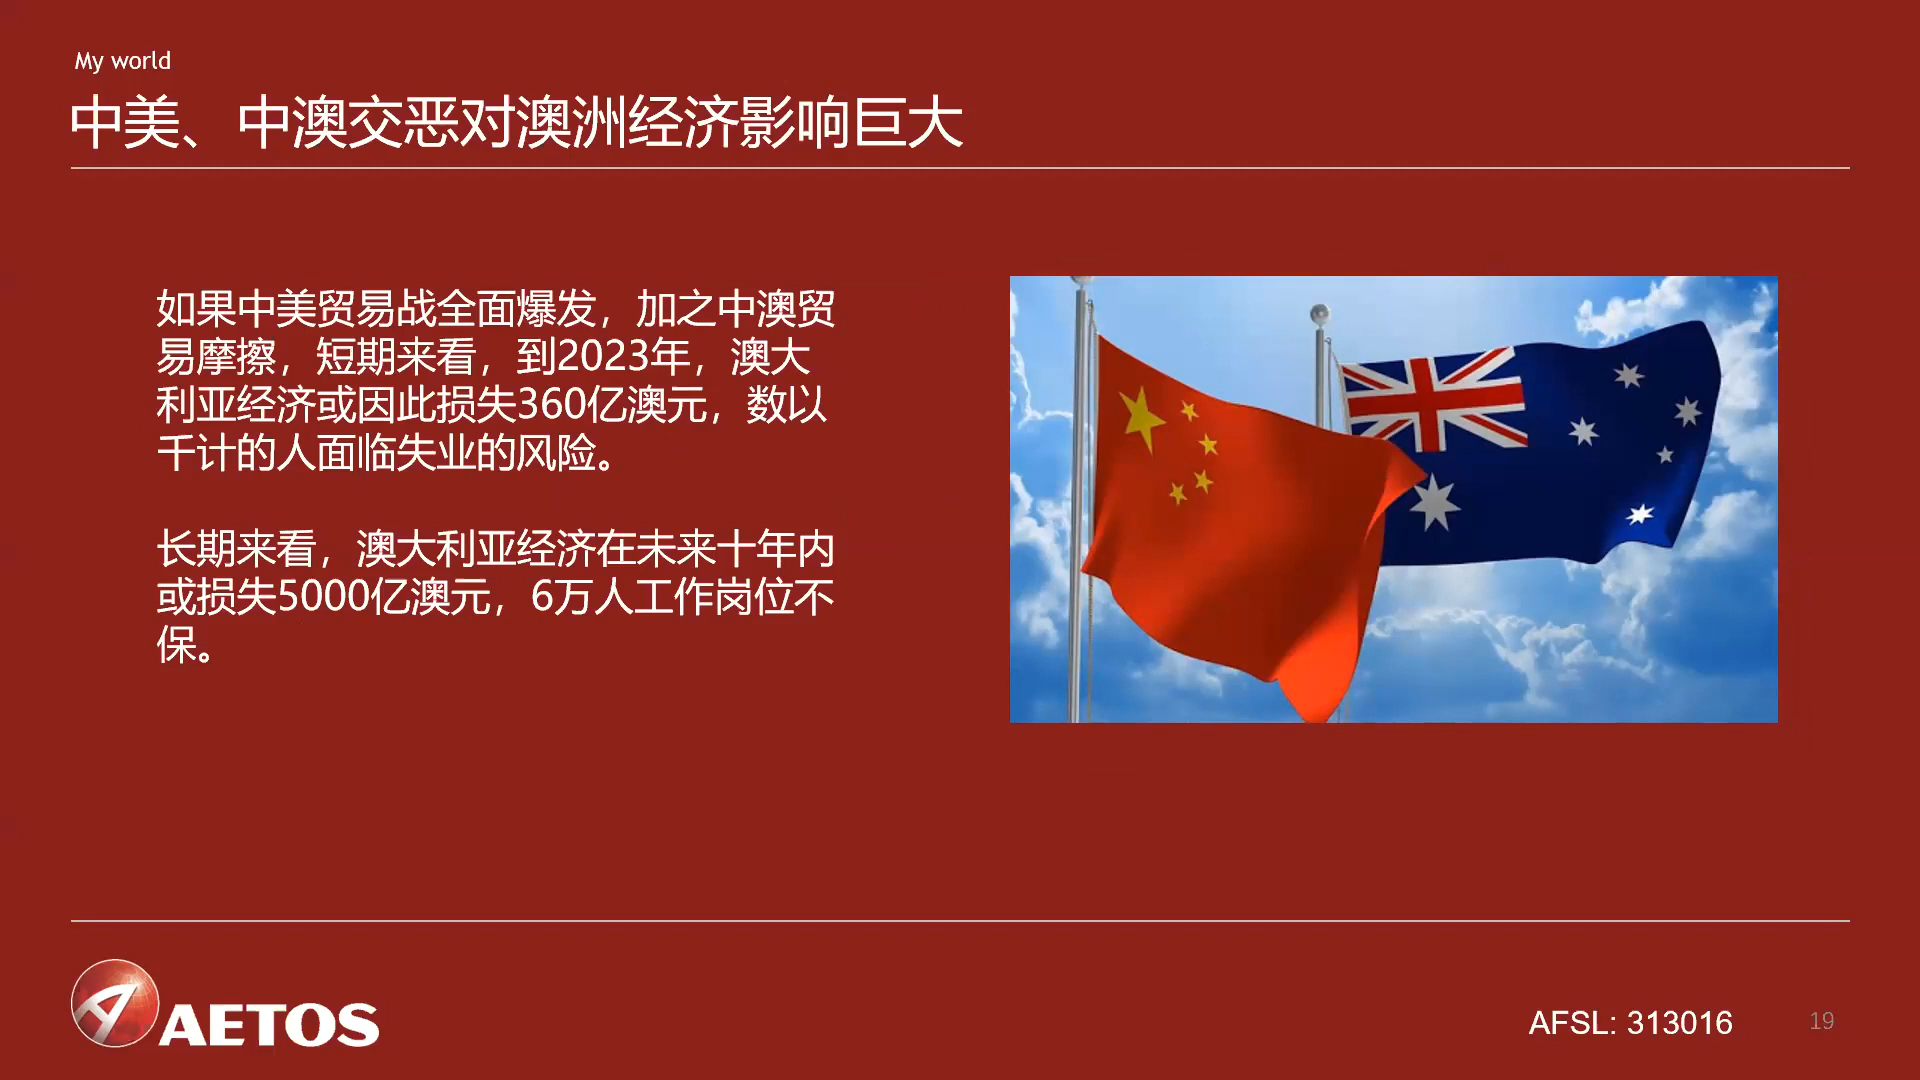 My world
中美、中澳交恶对澳洲经济影响巨大
如果中美贸易战全面爆发，加之中澳贸
易摩擦，短期来看，到2023年，澳大
利亚经济或因此损失360亿澳元，数以
千计的人面临失业的风险。
长期来看，澳大利亚经济在未来十年内
或损失5000亿澳元，6万人工作岗位不
保。
AETOS
AFSL: 313016
19